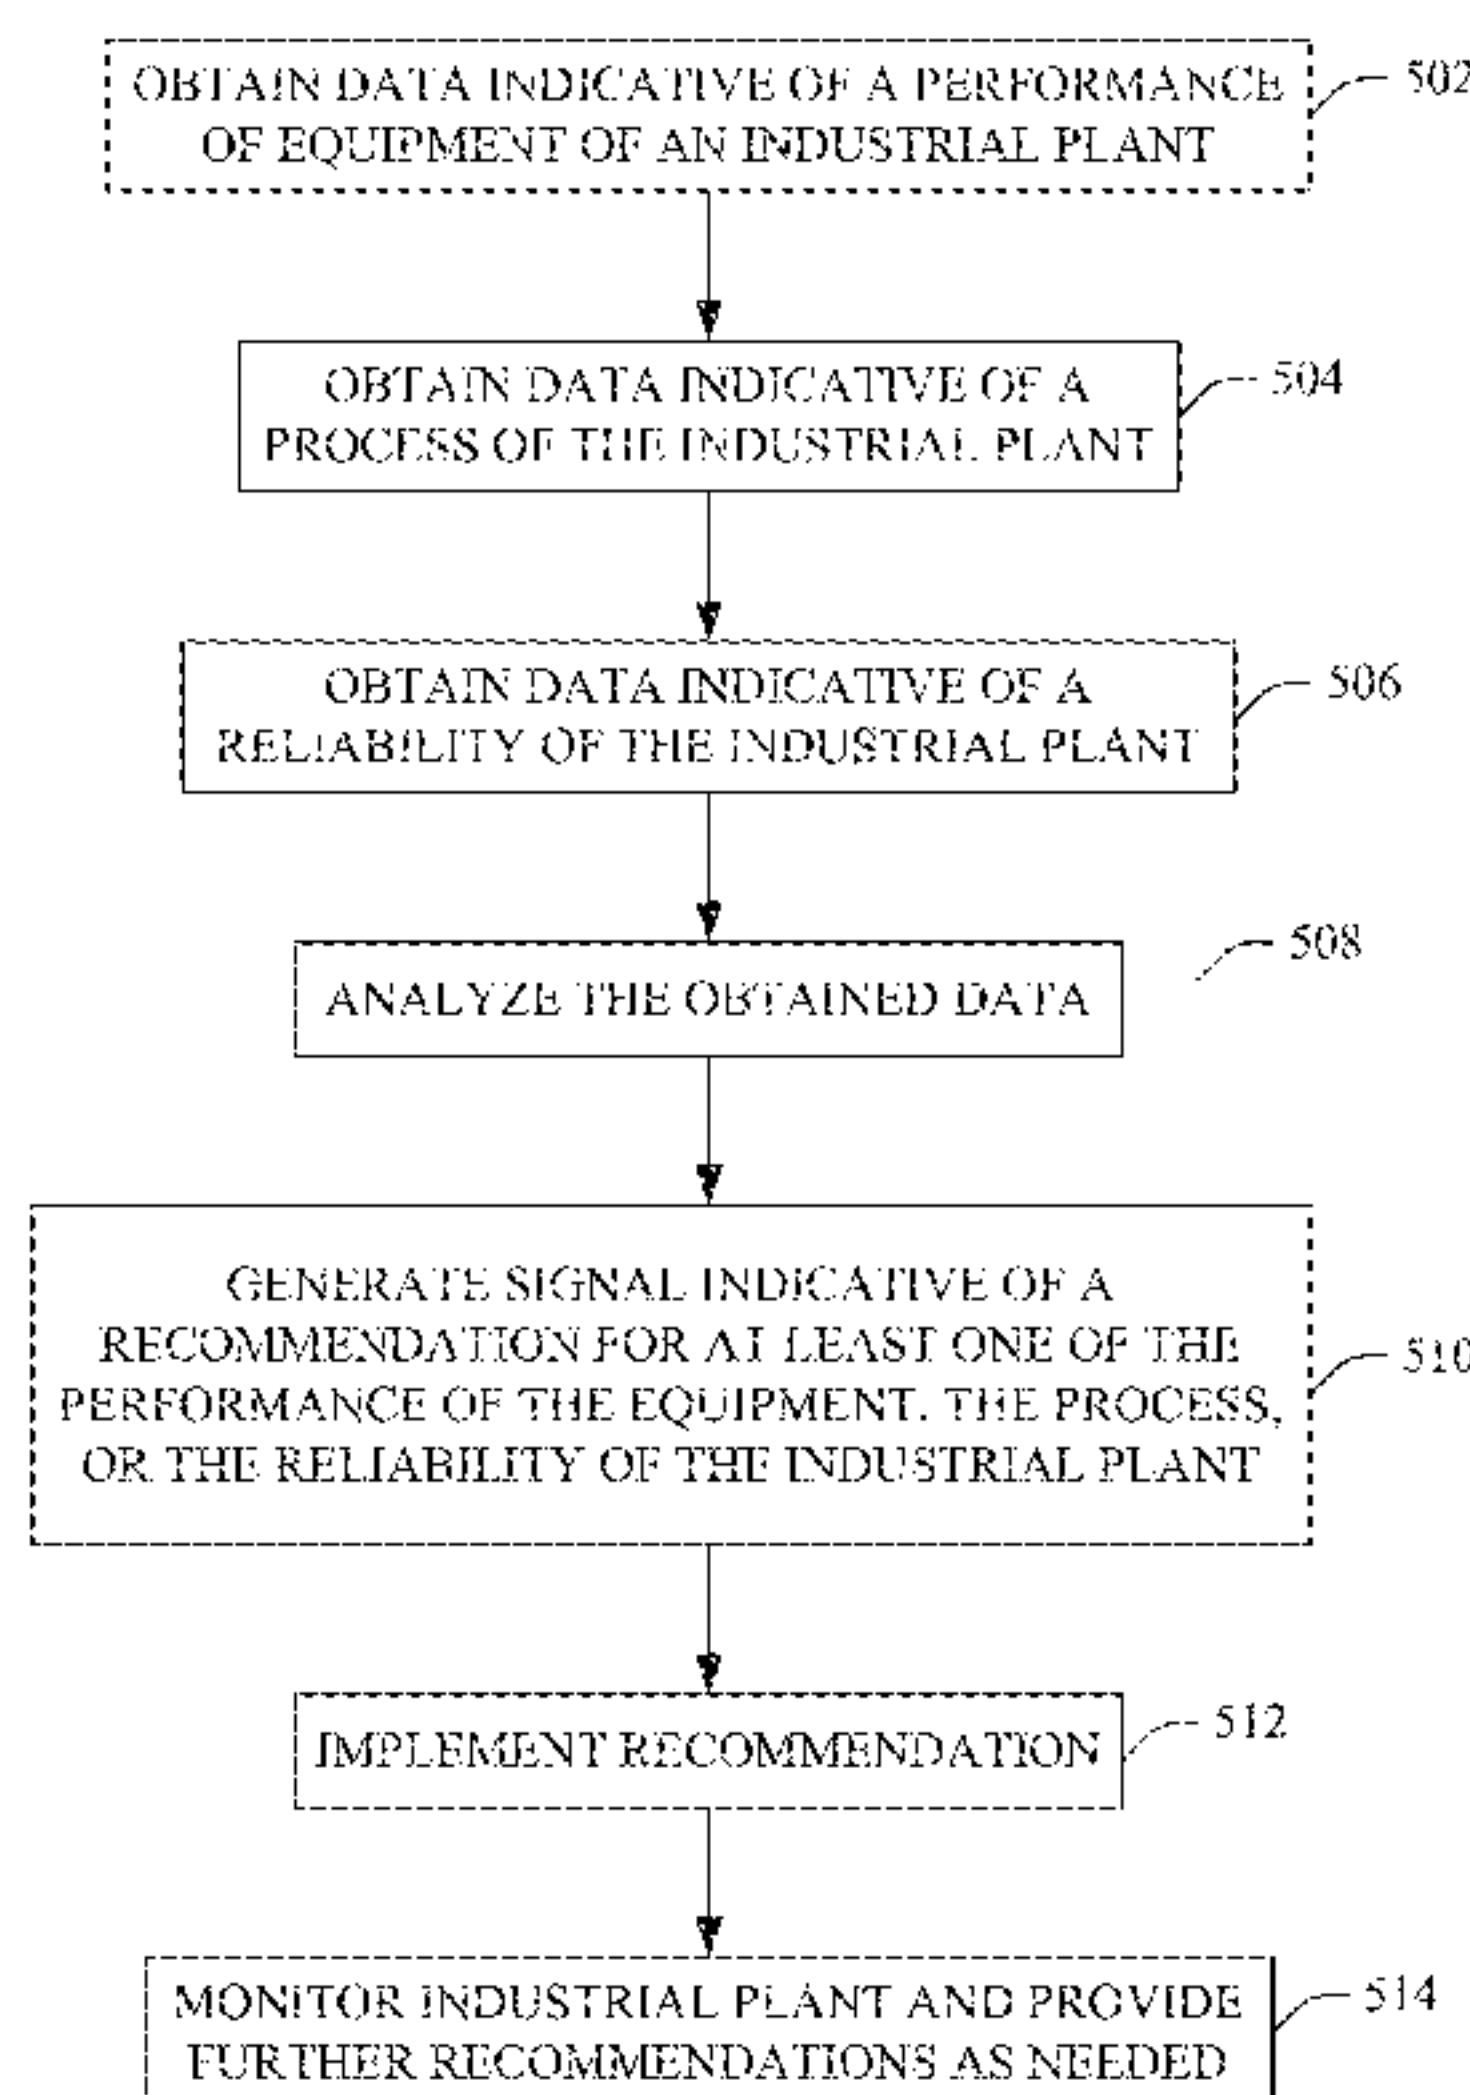 OBTAIN DATA INDICATIVE OF A PERFORMANCE
OF EQUIPMENT OF AN INDUSTRIAL PLANT
502
OBTAIN DATA INDICATIVE OF A
PROCESS OF THE INDUSTRIAL PLANT
504
OBTAIN DATA INDICATIVE OF A
RELIABILITY OF THE INDUSTRIAL PLANT
506
ANALYZE THE OBTAINED DATA
508
GENERATE SIGNAL INDICATIVE OF A
RECOMMENDATION FOR AT LEAST ONE OF THE
PERFORMANCE OF THE EQUIPMENT, THE PROCESS,
OR THE RELIABILITY OF THE INDUSTRIAL PLANT
510
IMPLEMENT RECOMMENDATION
512
MONITOR INDUSTRIAL PLANT AND PROVIDE
FURTHER RECOMMENDATIONS AS NEEDED
514